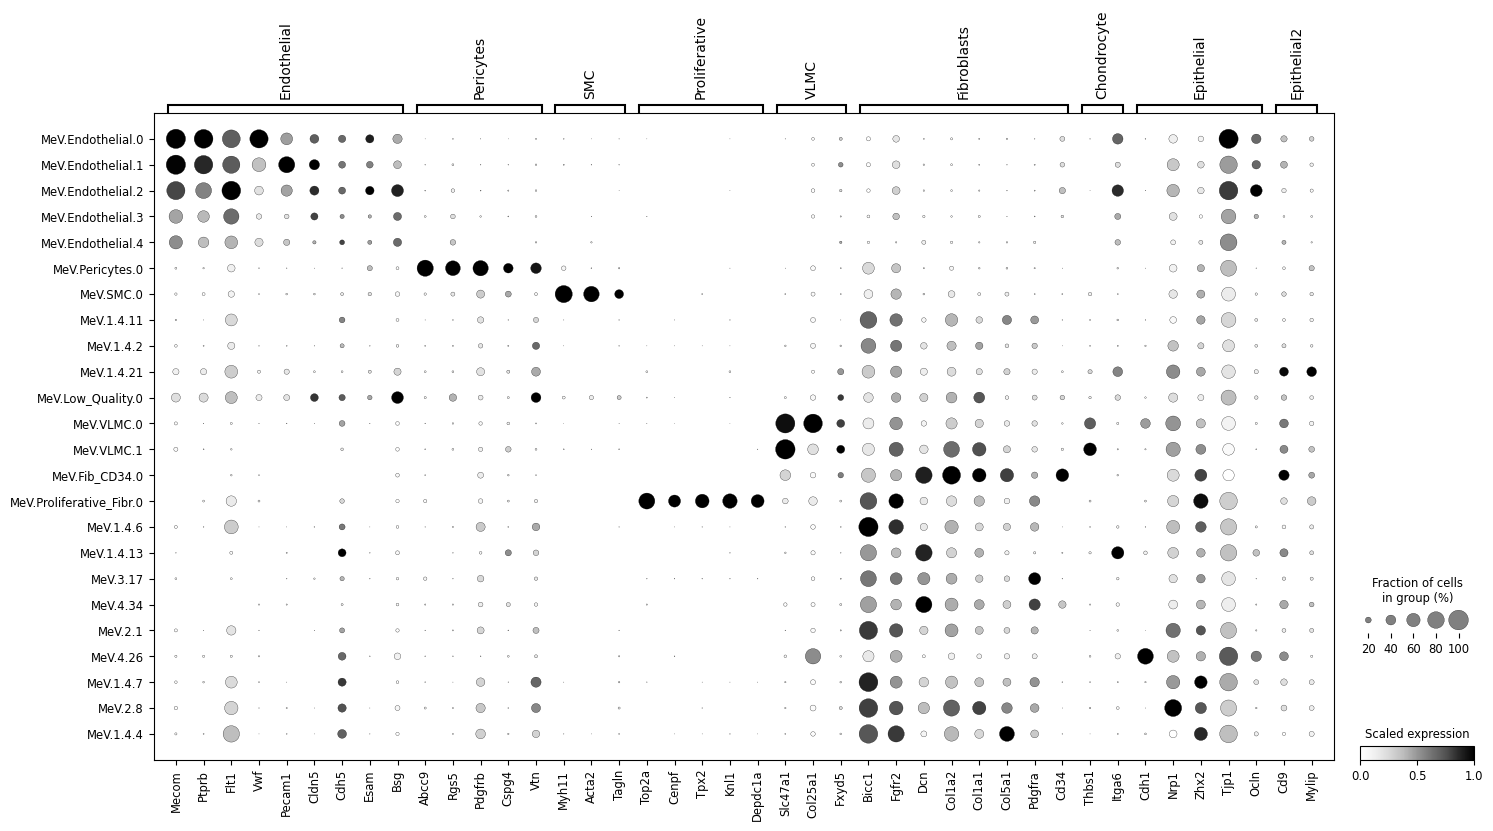 Endothelial
Pericytes
SMC
Proliferative
VLMC
Fibroblasts
Chondrocyte
Epithelial
Epithelial2
MeV.Endothelial.0
MeV.Endothelial.1
MeV.Endothelial.2
MeV.Endothelial.3
MeV.Endothelial.4
MeV.Pericytes.0
MeV.SMC.0
MeV.1.4.11
MeV.1.4.2
MeV.1.4.21
MeV.Low_Quality.0
MeV.VLMC.0
MeV.VLMC.1
MeV.Fib_CD34.0
MeV.Proliferative_Fibr.0
MeV.1.4.6
MeV.1.4.13
MeV.3.17
MeV.4.34
MeV.2.1
MeV.4.26
MeV.1.4.7
MeV.2.8
MeV.1.4.4
Mecom
Ptprb
Flt1
Vwf
Pecam1
Cldn5
Cdh5
Esam
Bsg
Abcc9
Rgs5
Pdgfrb
Cspg4
Vtn
Myh11
Acta2
Tagln
Top2a
Cenpf
Tpx2
Knl1
Depdc1a
Slc47a1
Col25a1
Fxyd5
Bicc1
Fgfr2
Dcn
Col1a2
Col1a1
Col5a1
Pdgfra
Cd34
Thbs1
Itga6
Cdh1
Nrp1
Zhx2
Tjp1
Ocln
Cd9
Mylip
Fraction of cells
in group (%)
20 40 60 80 100
Scaled expression
0.0 0.5 1.0